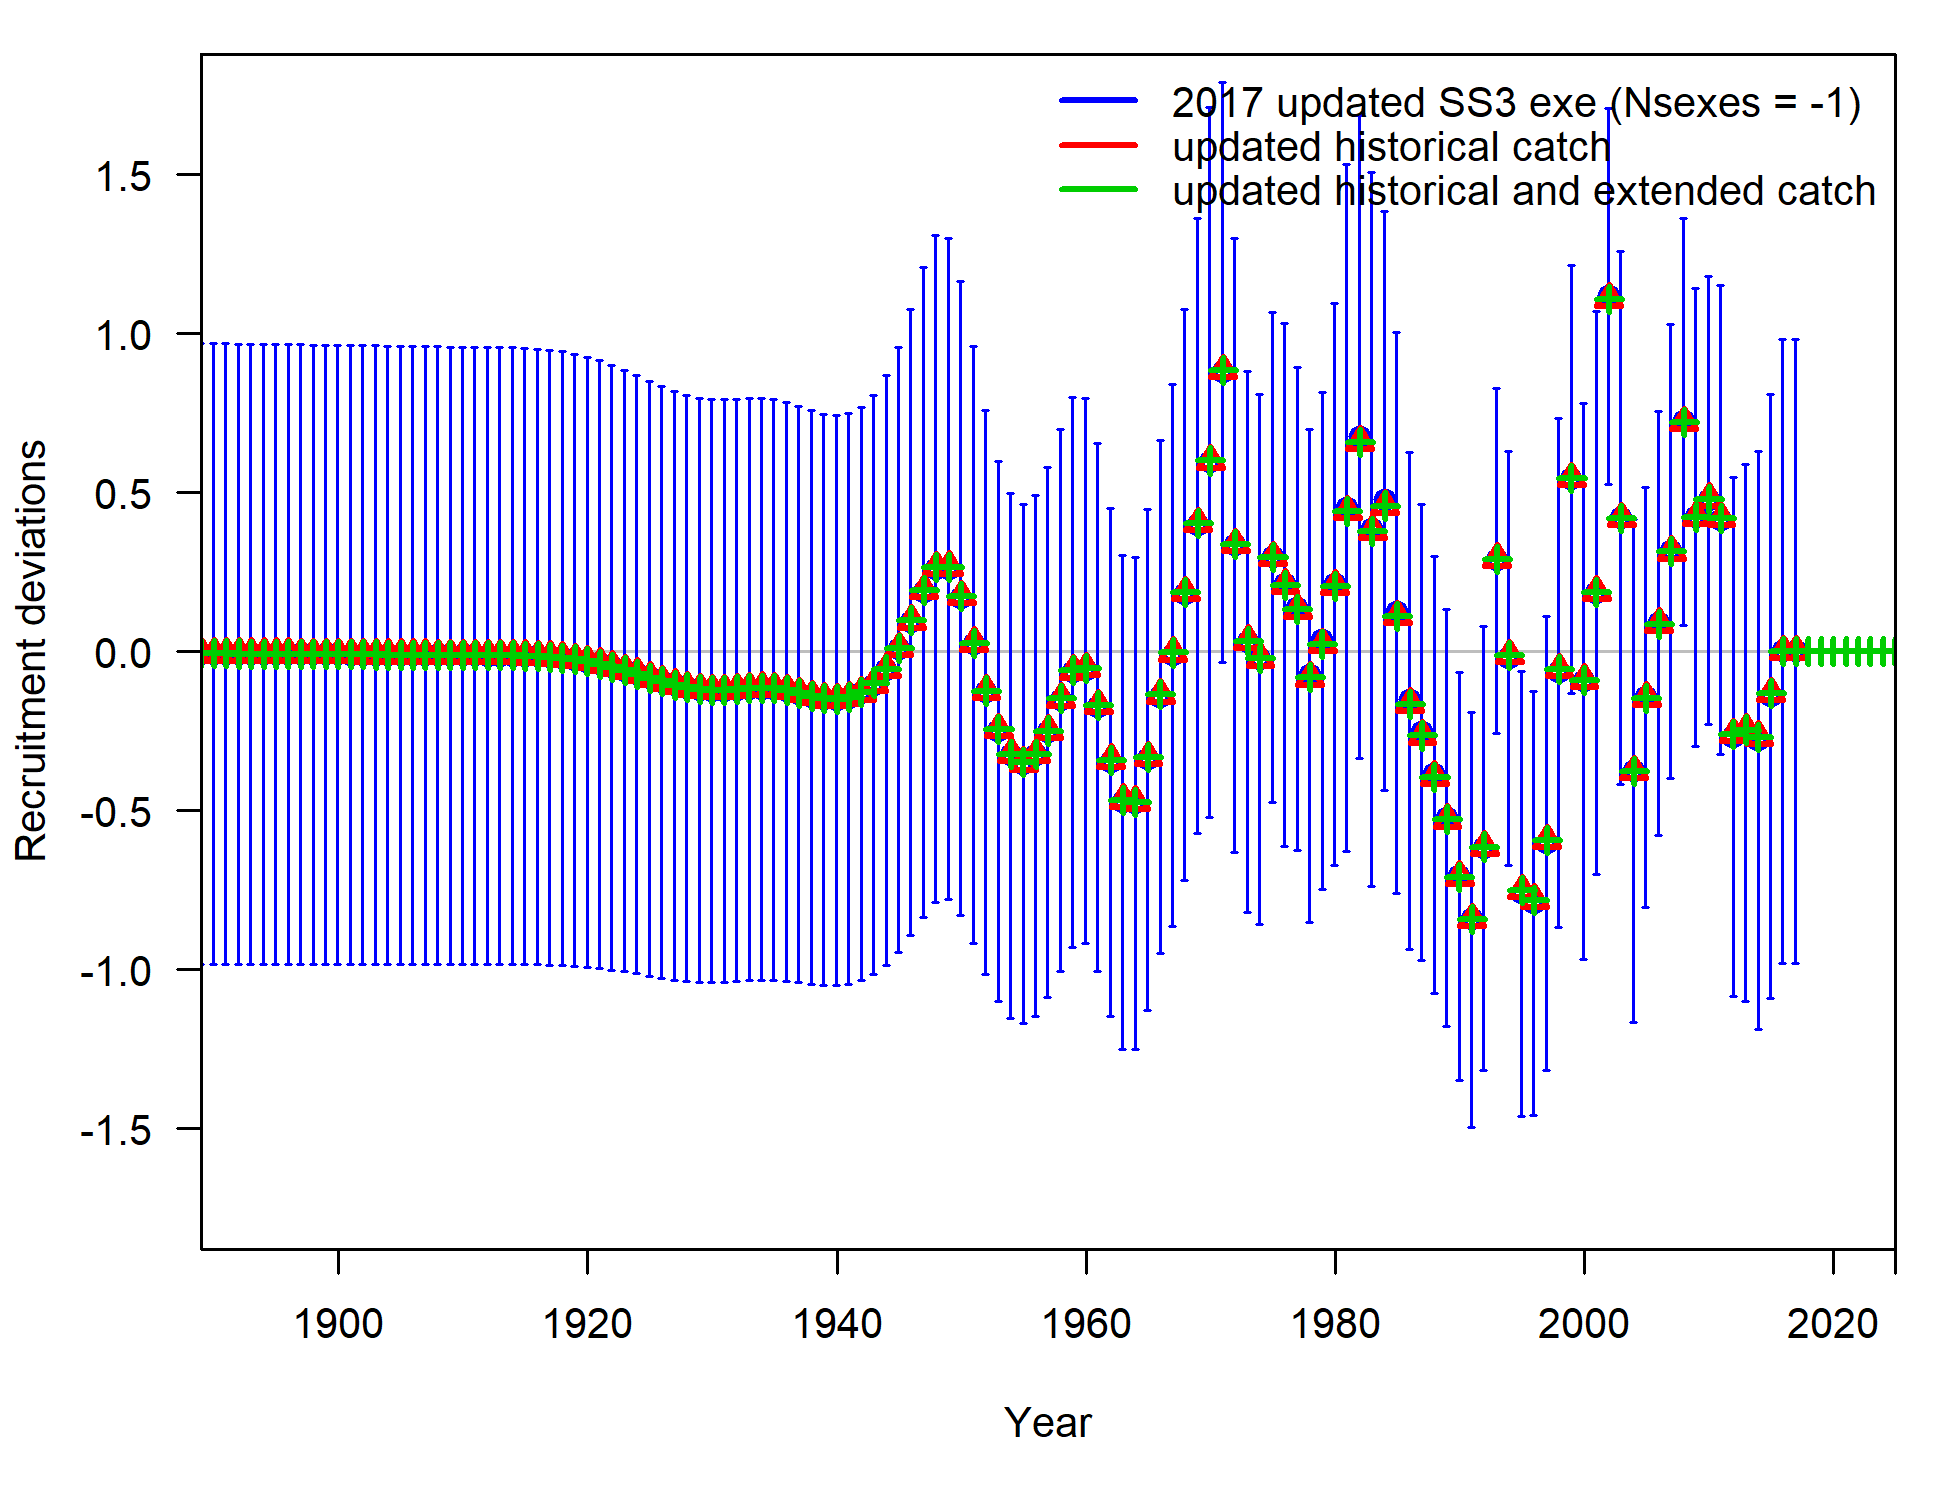 2017 updated SS3 exe (Nsexes = -1)
updated historical catch
updated historical and extended catch
1.5
1.0
0.5
0.0
-0.5
-1.0
-1.5
Recruitment deviations
1900 1920 1940 1960 1980 2000 2020
Year